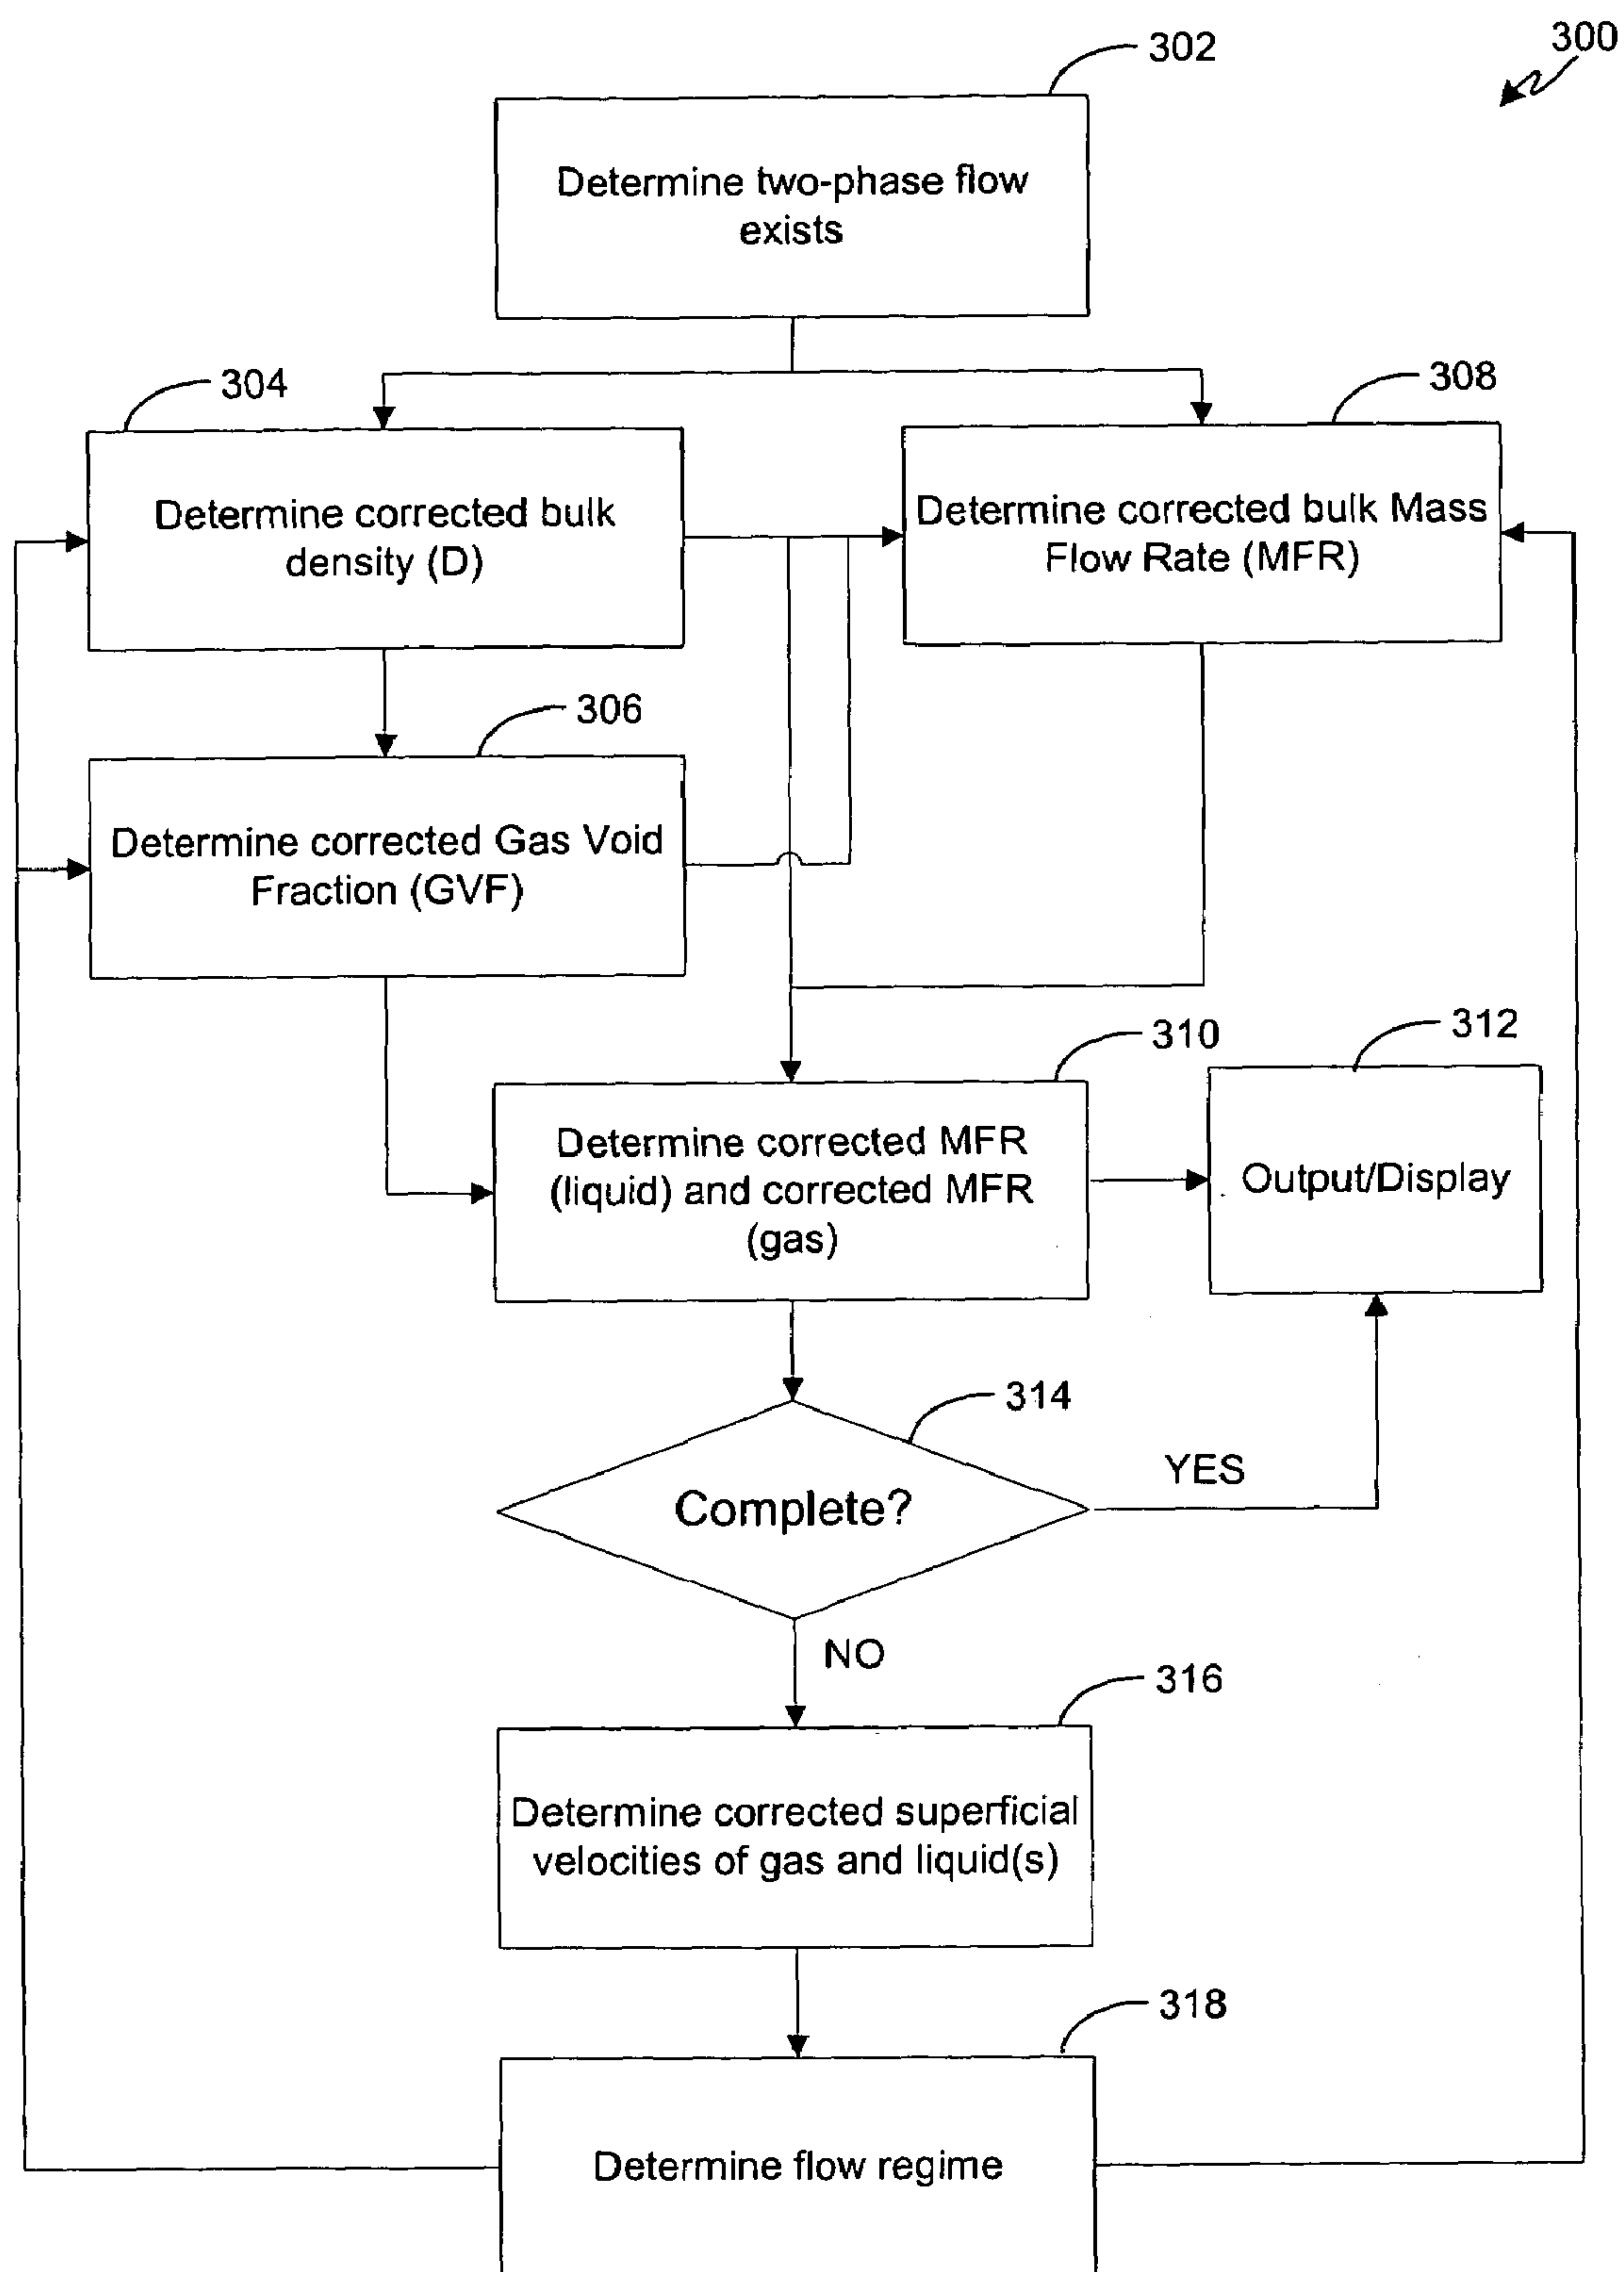 300
302
Determine two-phase flow
exists
304
308
Determine corrected bulk
density (D)
Determine corrected bulk Mass
Flow Rate (MFR)
306
Determine corrected Gas Void
Fraction (GVF)
310
312
Determine corrected MFR
(liquid) and corrected MFR
(gas)
Output/Display
314
Complete?
YES
NO
316
Determine corrected superficial
velocities of gas and liquid(s)
318
Determine flow regime